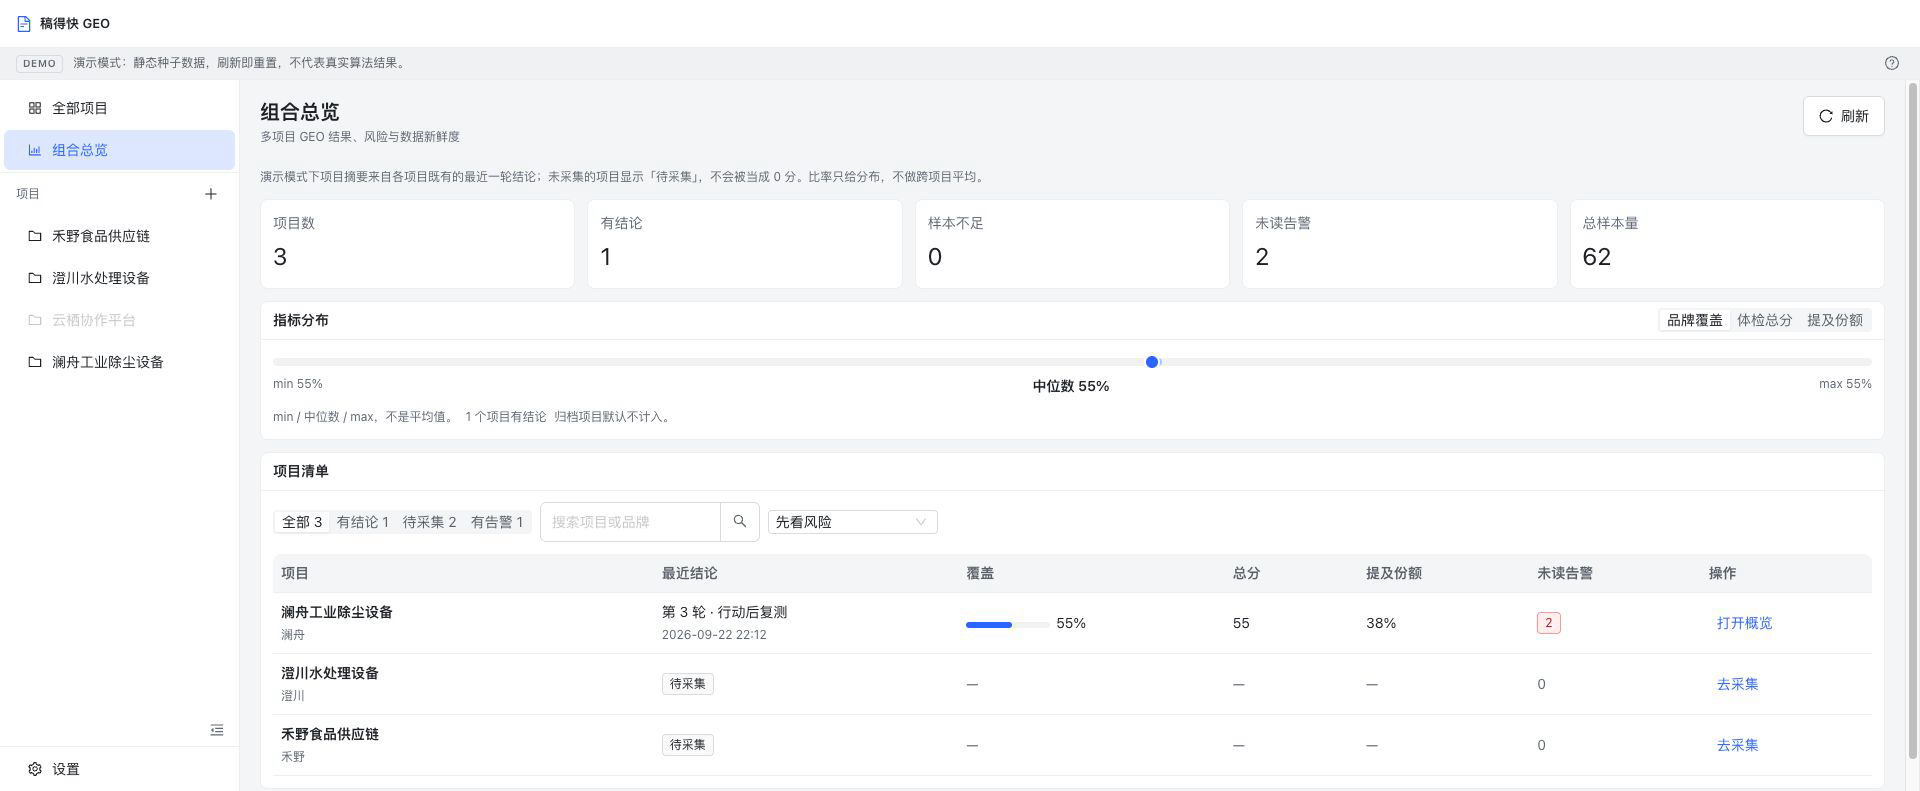 稿得快 GEO
DEMO 演示模式：静态种子数据，刷新即重置，不代表真实算法结果。
全部项目
组合总览
项目
禾野食品供应链
澄川水处理设备
云栖协作平台
澜舟工业除尘设备
设置
组合总览
多项目 GEO 结果、风险与数据新鲜度
刷新
演示模式下项目摘要来自各项目既有的最近一轮结论；未采集的项目显示「待采集」，不会被当成 0 分。比率只给分布，不做跨项目平均。
项目数 有结论 样本不足 未读告警 总样本量
3 1 0 2 62
指标分布 品牌覆盖 体检总分 提及份额
min 55% 中位数 55% max 55%
min / 中位数 / max，不是平均值。 1 个项目有结论 归档项目默认不计入。
项目清单
全部 3 有结论 1 待采集 2 有告警 1 搜索项目或品牌 先看风险
项目 最近结论 覆盖 总分 提及份额 未读告警 操作
澜舟工业除尘设备 第 3 轮 · 行动后复测 55% 55 38% 2 打开概览
澜舟 2026-09-22 22:12
澄川水处理设备 待采集 — — — 0 去采集
澄川
禾野食品供应链 待采集 — — — 0 去采集
禾野